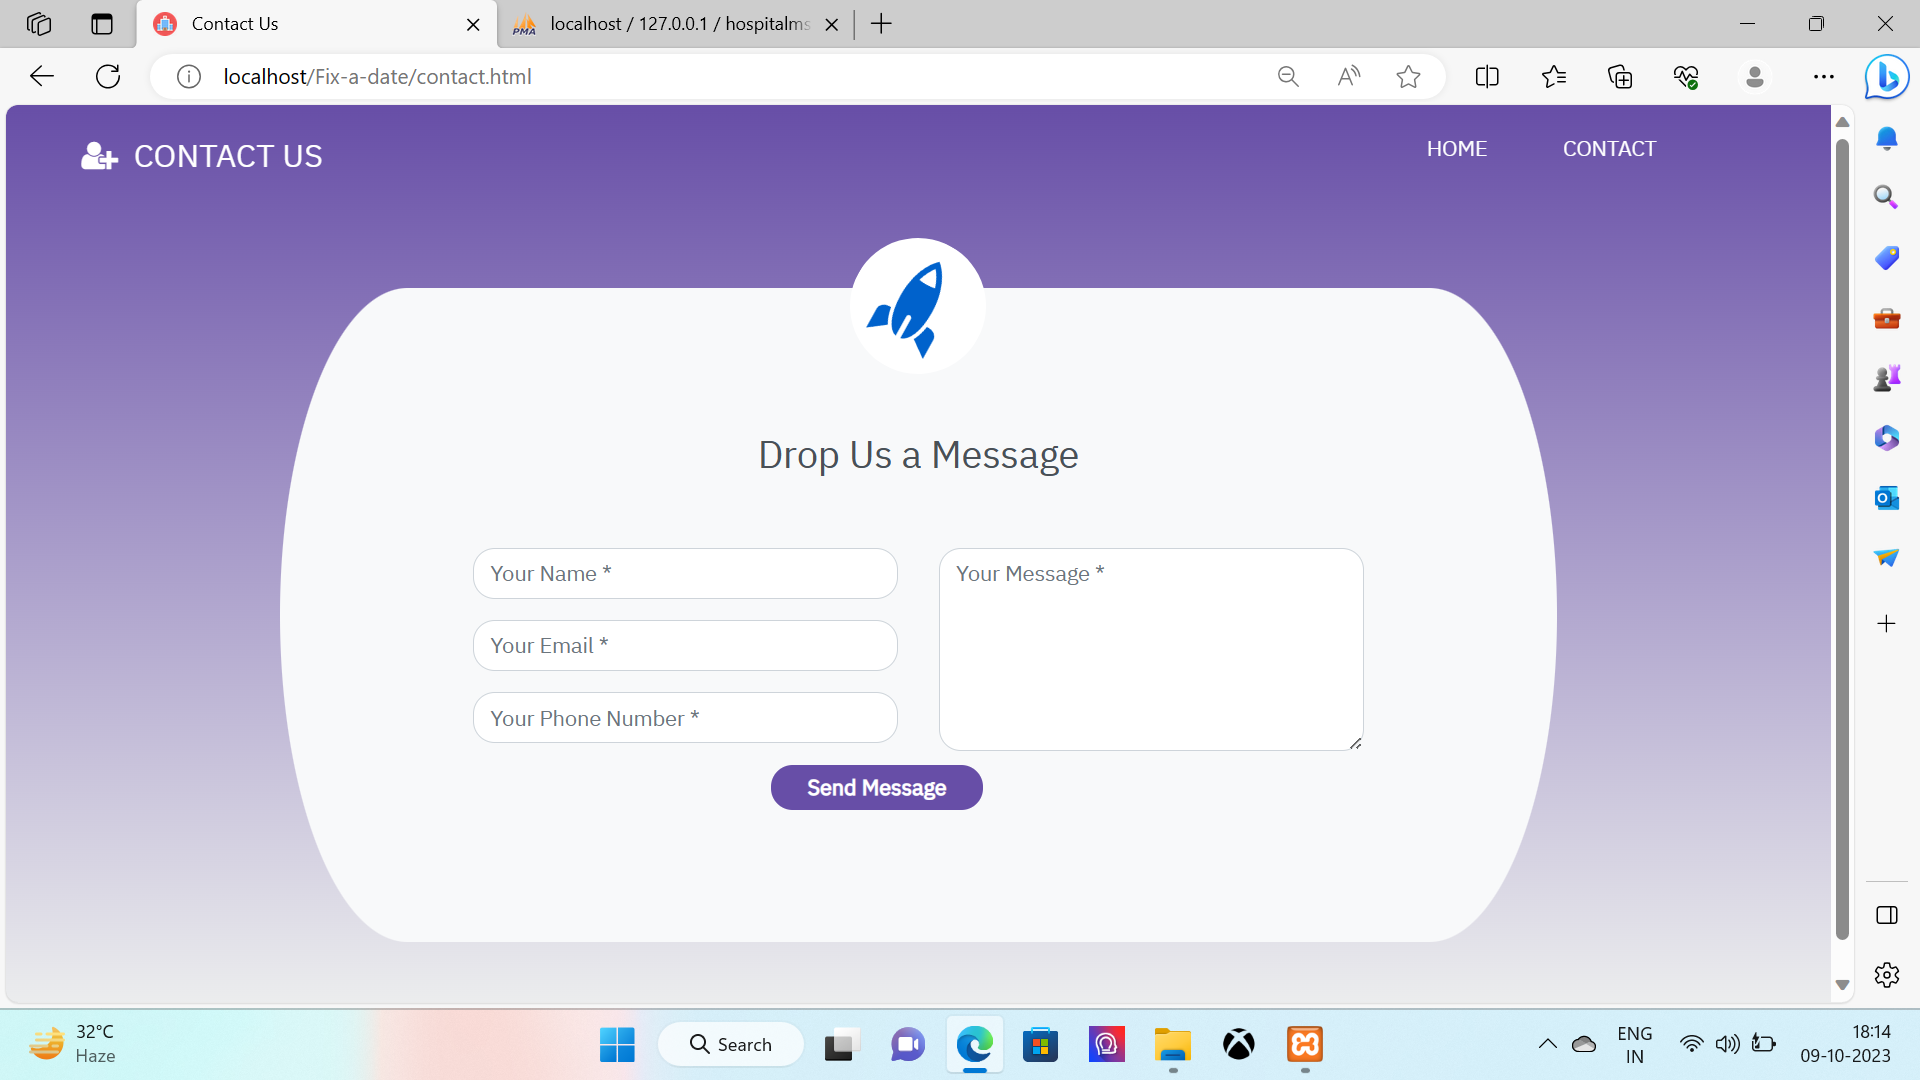 Contact Us
PMA
localhost / 127.0.0.1 / hospitalms
localhost/Fix-a-date/contact.html
CONTACT US
HOME
CONTACT
Drop Us a Message
Your Name *
Your Message *
Your Email *
Your Phone Number *
Send Message
32°C
Haze
Search
ENG
IN
18:14
09-10-2023